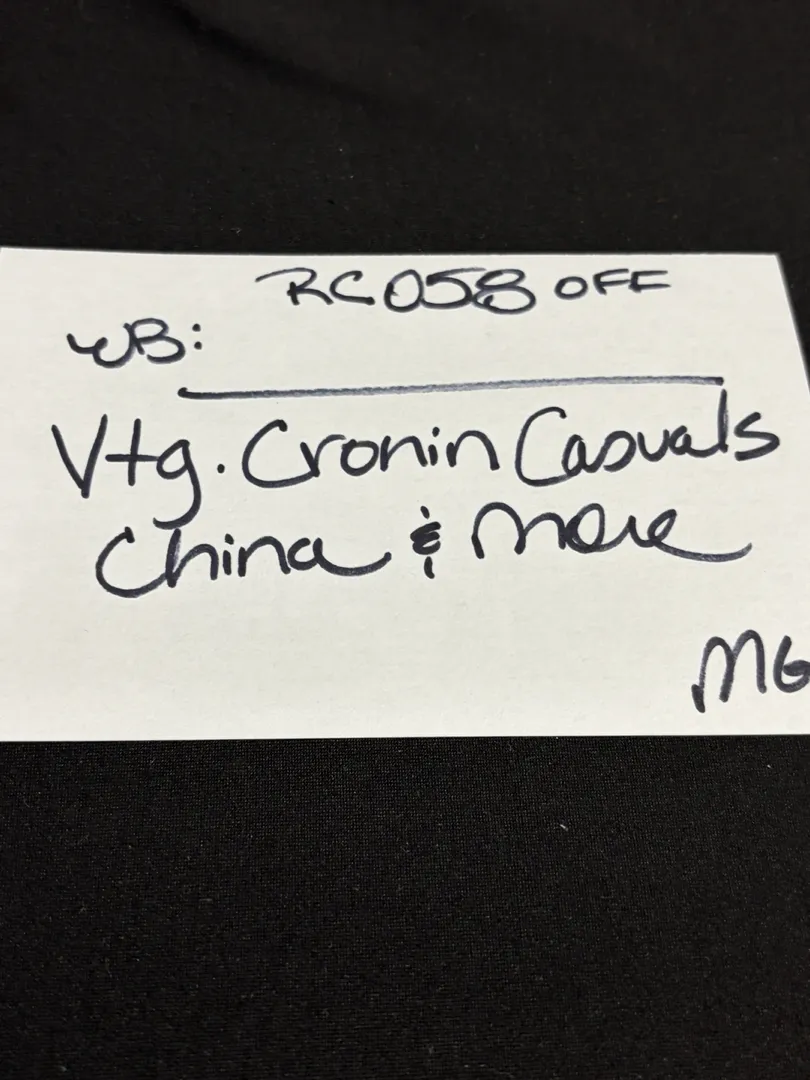 RC058 OFF
WB:
Vtg. Cronin Casuals
China & More
MG